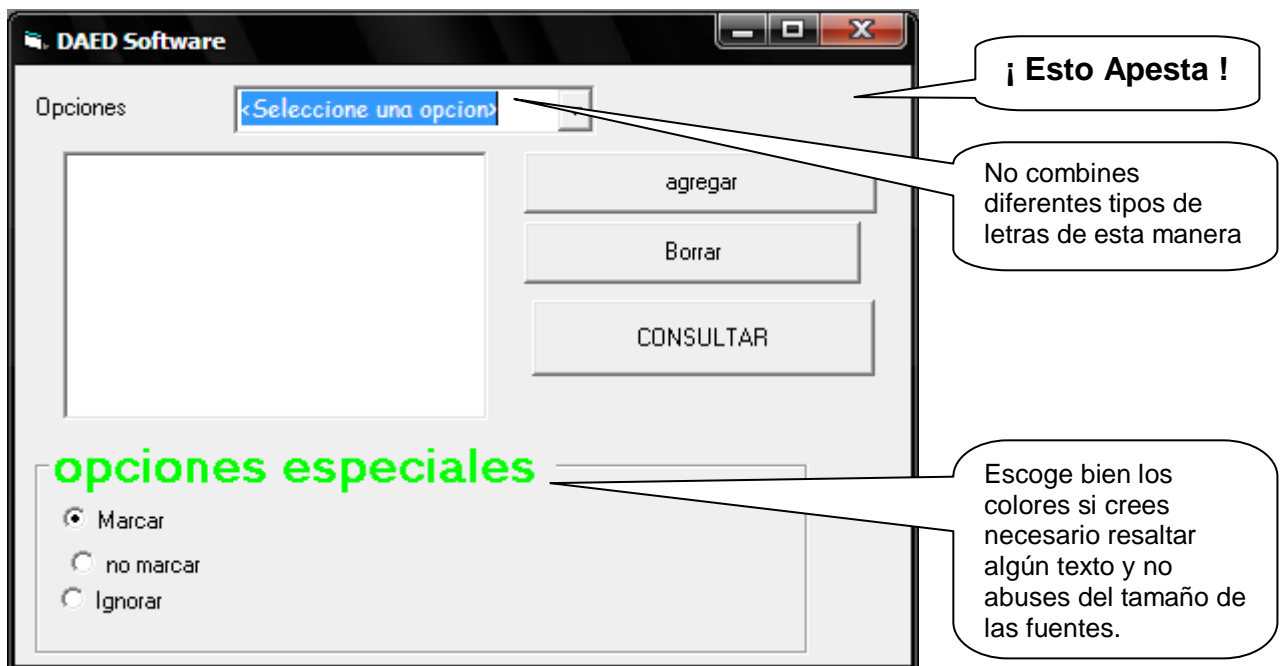 DAED Software
¡ Esto Apesta !
Opciones
<Seleccione una opcion>
No combines
diferentes tipos de
letras de esta manera
agregar
Borrar
CONSULTAR
opciones especiales
Marcar
no marcar
Ignorar
Escoge bien los
colores si crees
necesario resaltar
algún texto y no
abuses del tamaño de
las fuentes.